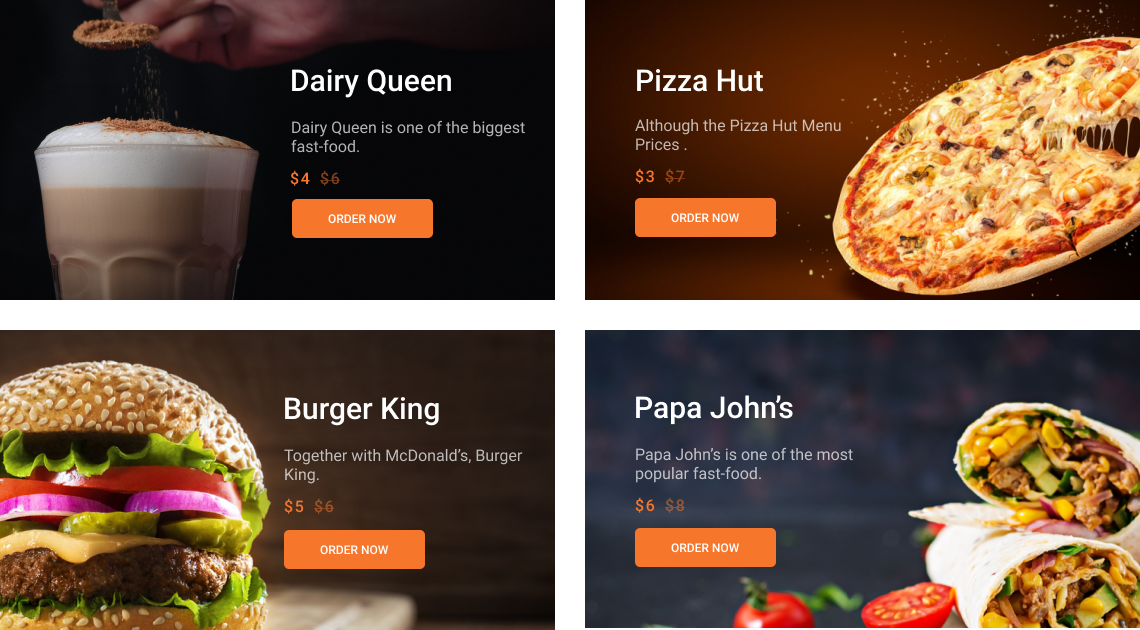 Dairy Queen
Dairy Queen is one of the biggest
fast-food.
$4 $6
ORDER NOW
Pizza Hut
Although the Pizza Hut Menu
Prices .
$3 $7
ORDER NOW
Burger King
Together with McDonald’s, Burger
King.
$5 $6
ORDER NOW
Papa John’s
Papa John’s is one of the most
popular fast-food.
$6 $8
ORDER NOW